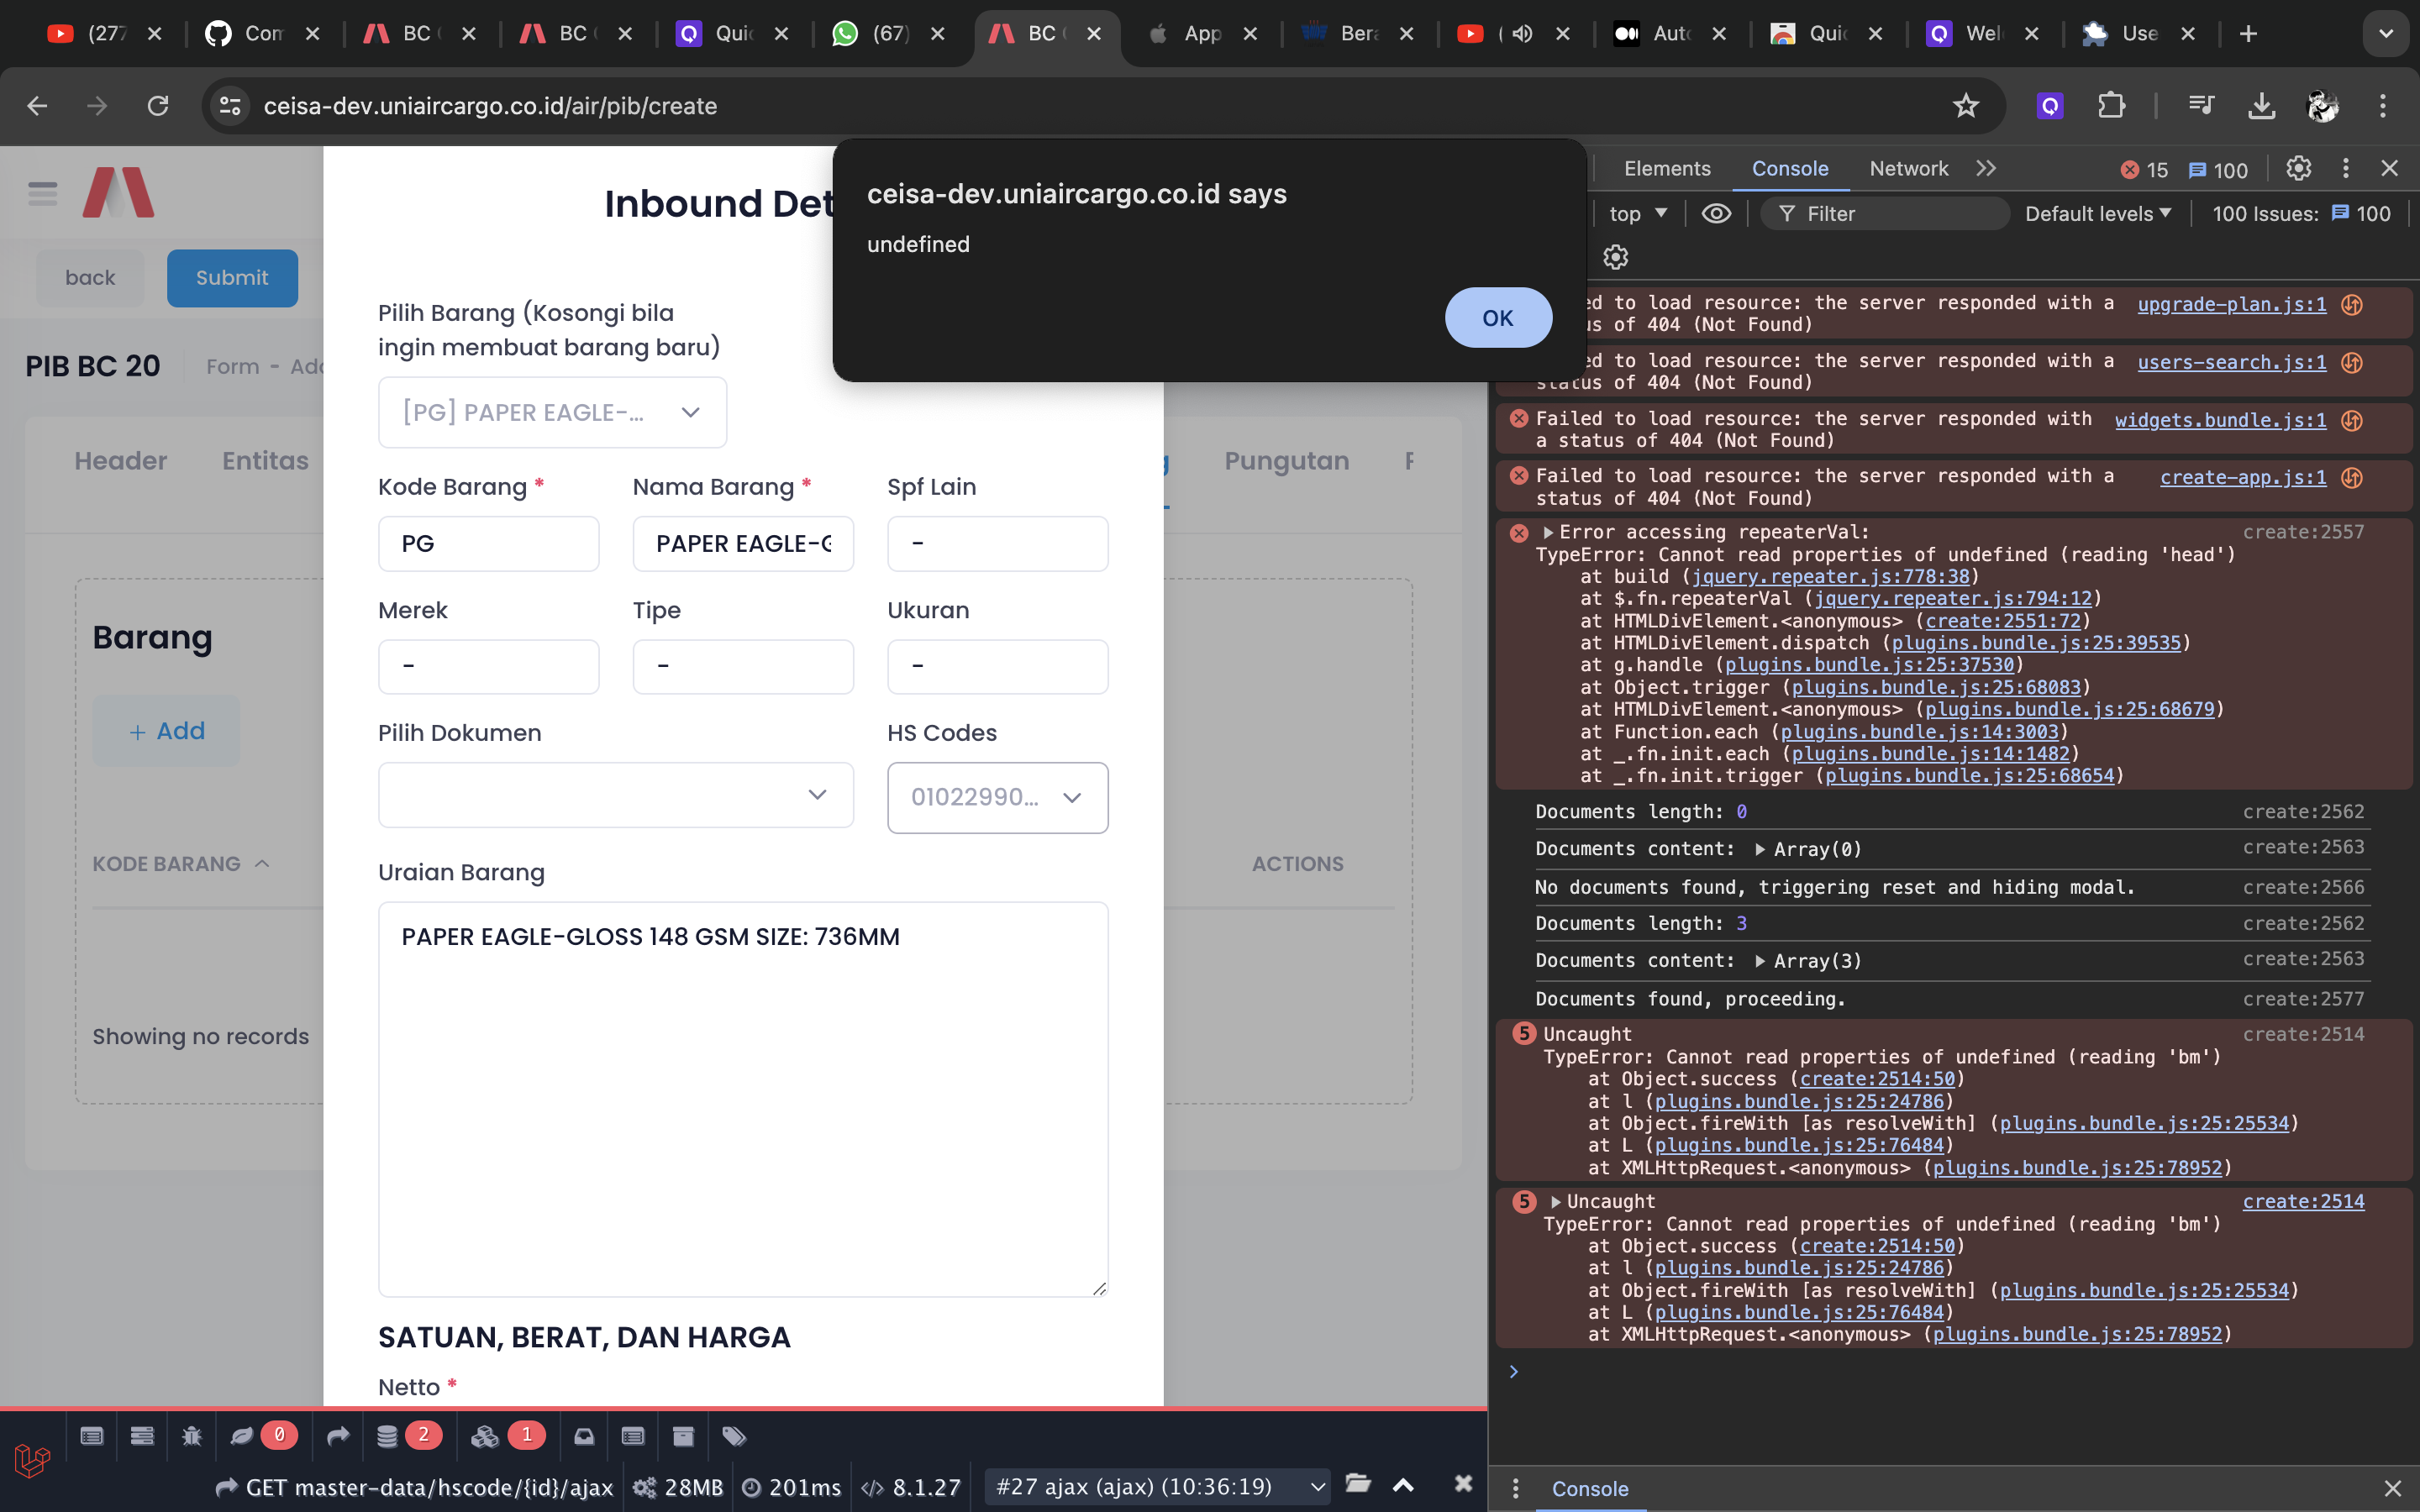 (277
Com
BC
BC
Quic
(67)
BC
App
Bera
(
Auto
Quic
Wel
Use
ceisa-dev.uniaircargo.co.id/air/pib/create
ceisa-dev.uniaircargo.co.id says
undefined
OK
back
Submit
PIB BC 20
Form - Add
Header
Entitas
Pungutan
Barang
+ Add
KODE BARANG
ACTIONS
Showing no records
Inbound Det
Pilih Barang (Kosongi bila
ingin membuat barang baru)
[PG] PAPER EAGLE-...
Kode Barang *
Nama Barang *
Spf Lain
PG
PAPER EAGLE-G
-
Merek
Tipe
Ukuran
-
-
-
Pilih Dokumen
HS Codes
01022990...
Uraian Barang
PAPER EAGLE-GLOSS 148 GSM SIZE: 736MM
SATUAN, BERAT, DAN HARGA
Netto *
Elements
Console
Network
15
100
top
Filter
Default levels
100 Issues:
100
ed to load resource: the server responded with a
upgrade-plan.js:1
us of 404 (Not Found)
ed to load resource: the server responded with a
users-search.js:1
status of 404 (Not Found)
Failed to load resource: the server responded with
widgets.bundle.js:1
a status of 404 (Not Found)
Failed to load resource: the server responded with a
create-app.js:1
status of 404 (Not Found)
Error accessing repeaterVal:
create:2557
TypeError: Cannot read properties of undefined (reading 'head')
at build (jquery.repeater.js:778:38)
at $.fn.repeaterVal (jquery.repeater.js:794:12)
at HTMLDivElement.<anonymous> (create:2551:72)
at HTMLDivElement.dispatch (plugins.bundle.js:25:39535)
at g.handle (plugins.bundle.js:25:37530)
at Object.trigger (plugins.bundle.js:25:68083)
at HTMLDivElement.<anonymous> (plugins.bundle.js:25:68679)
at Function.each (plugins.bundle.js:14:3003)
at _.fn.init.each (plugins.bundle.js:14:1482)
at _.fn.init.trigger (plugins.bundle.js:25:68654)
Documents length: 0
create:2562
Documents content: Array(0)
create:2563
No documents found, triggering reset and hiding modal.
create:2566
Documents length: 3
create:2562
Documents content: Array(3)
create:2563
Documents found, proceeding.
create:2577
5 Uncaught
create:2514
TypeError: Cannot read properties of undefined (reading 'bm')
at Object.success (create:2514:50)
at l (plugins.bundle.js:25:24786)
at Object.fireWith [as resolveWith] (plugins.bundle.js:25:25534)
at L (plugins.bundle.js:25:76484)
at XMLHttpRequest.<anonymous> (plugins.bundle.js:25:78952)
5 Uncaught
create:2514
TypeError: Cannot read properties of undefined (reading 'bm')
at Object.success (create:2514:50)
at l (plugins.bundle.js:25:24786)
at Object.fireWith [as resolveWith] (plugins.bundle.js:25:25534)
at L (plugins.bundle.js:25:76484)
at XMLHttpRequest.<anonymous> (plugins.bundle.js:25:78952)
0
2
1
GET master-data/hscode/{id}/ajax
28MB
201ms
8.1.27
#27 ajax (ajax) (10:36:19)
Console